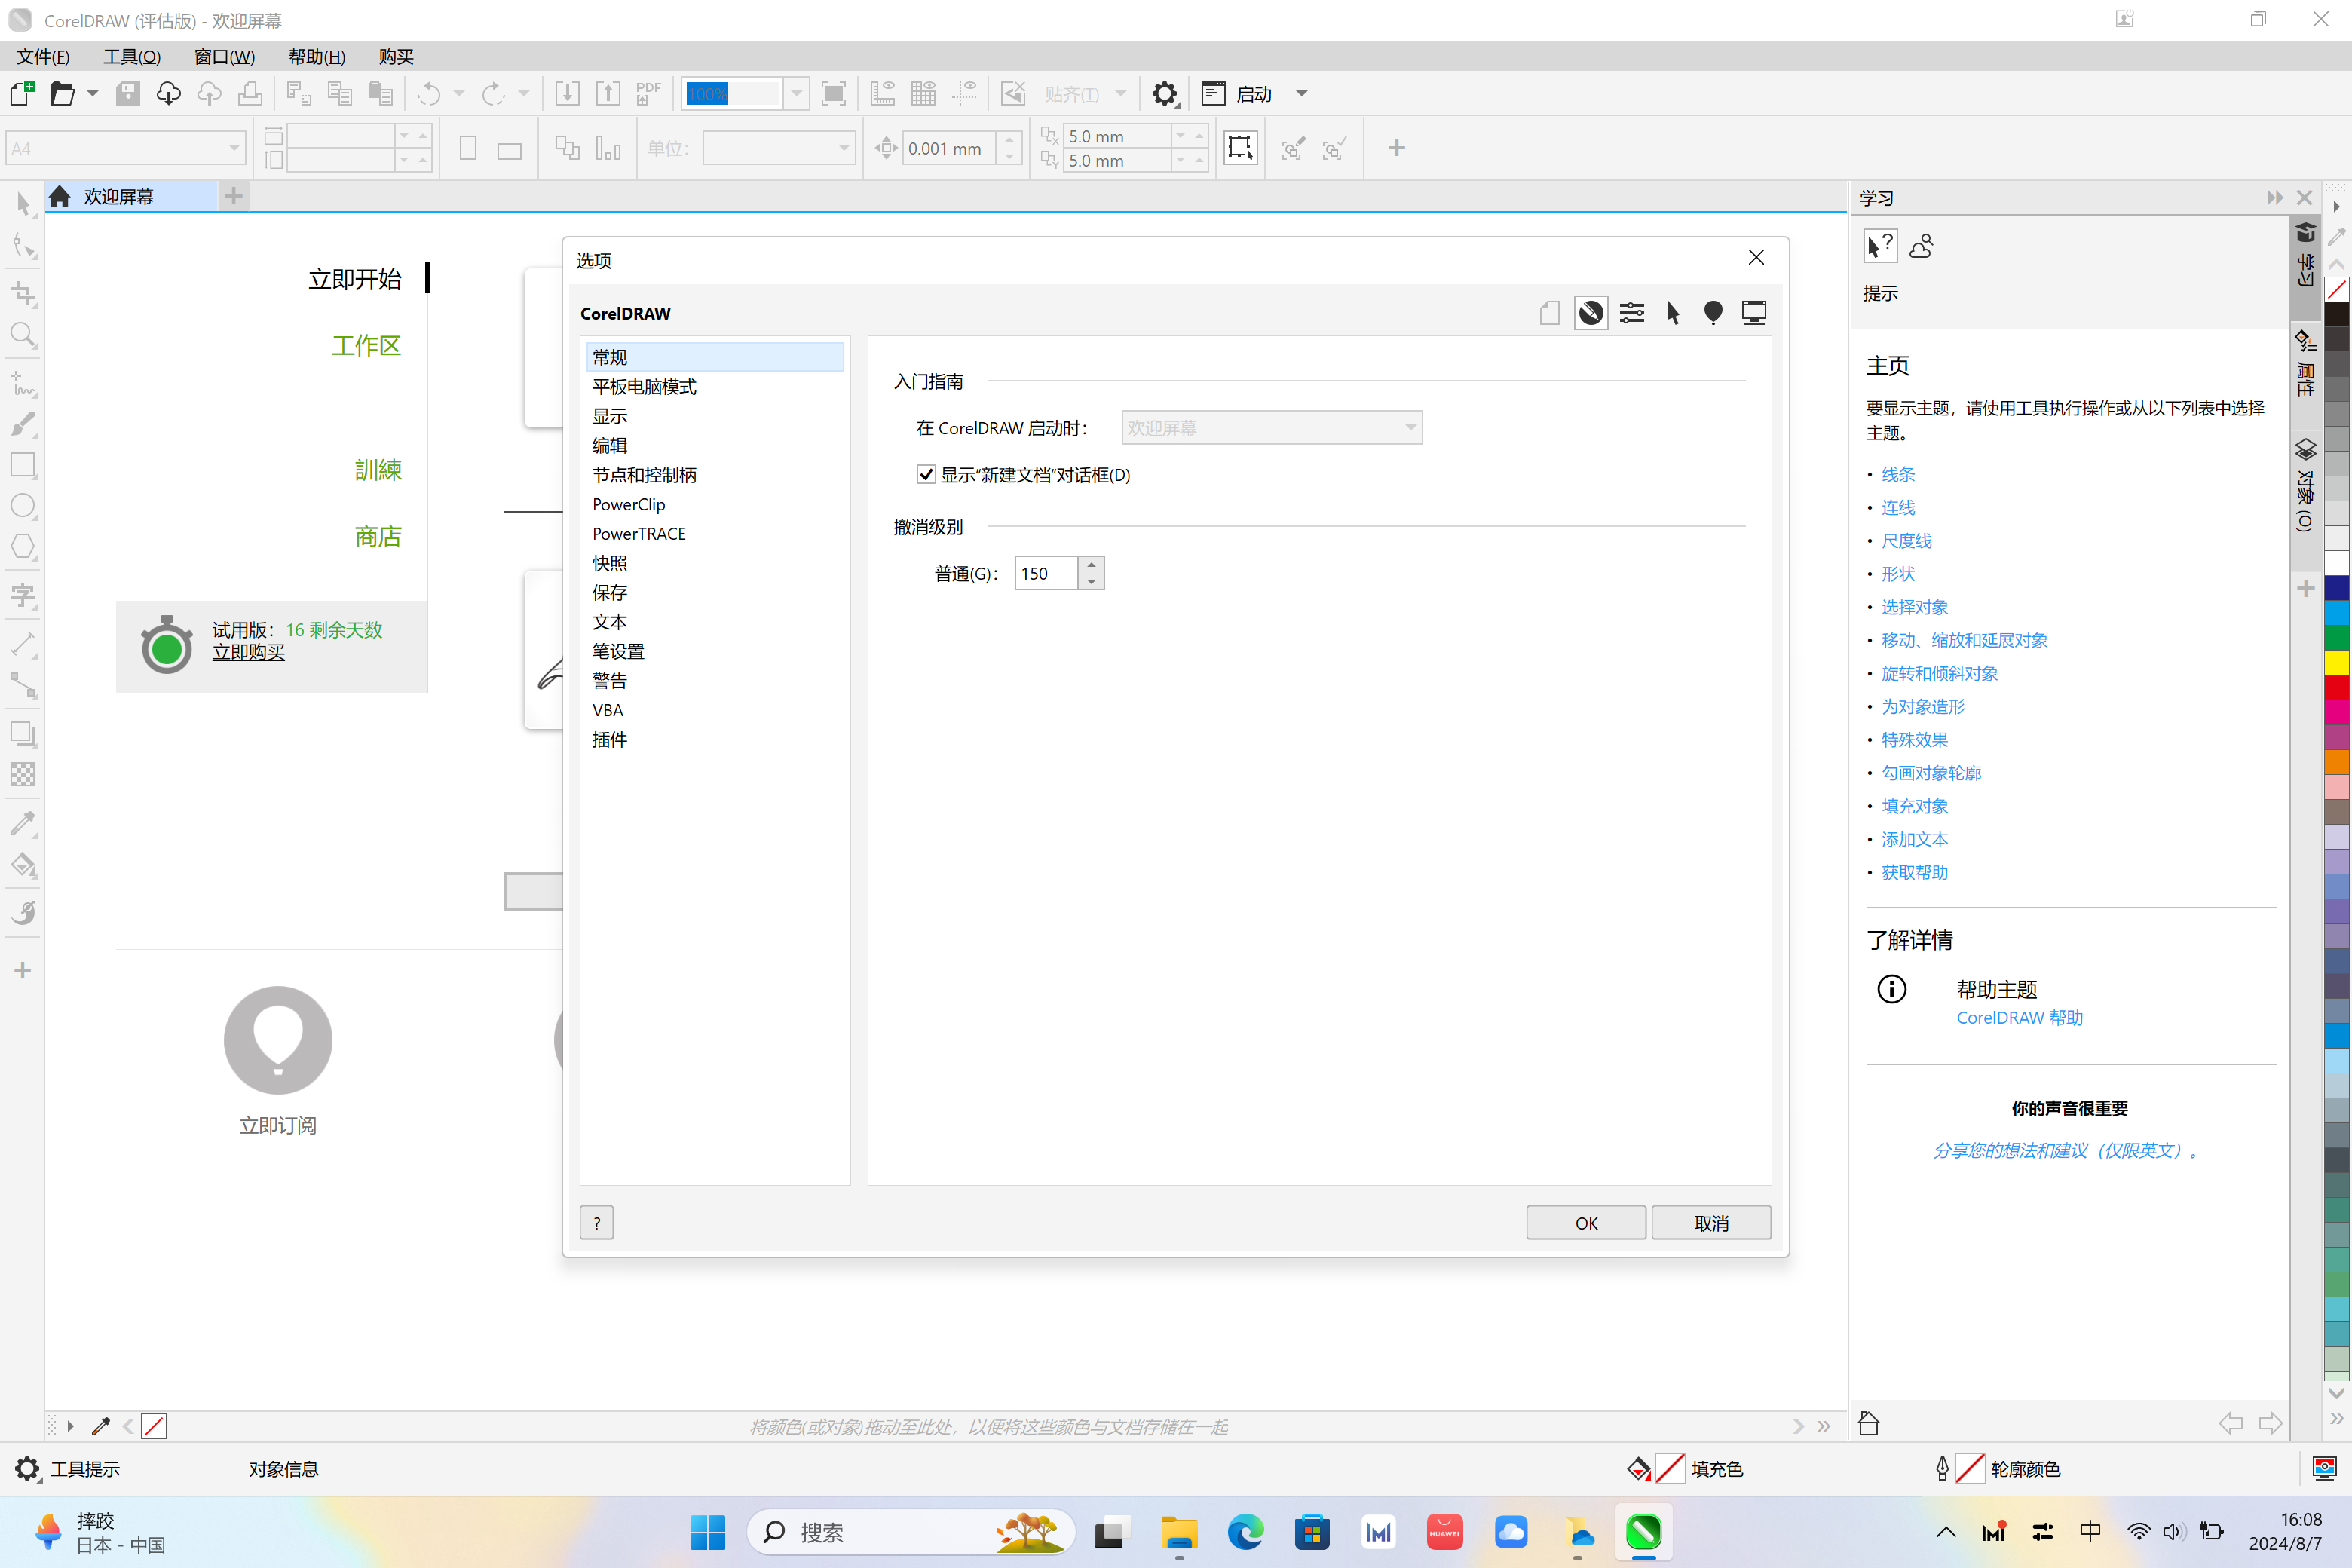 CorelDRAW (评估版) - 欢迎屏幕
文件(F)
工具(O)
窗口(W)
帮助(H)
购买
PDF
100%
贴齐(T)
启动
A4
单位:
0.001 mm
5.0 mm
5.0 mm
欢迎屏幕
立即开始
工作区
訓練
商店
试用版: 16 剩余天数
立即购买
立即订阅
选项
CorelDRAW
常规
平板电脑模式
显示
编辑
节点和控制柄
PowerClip
PowerTRACE
快照
保存
文本
笔设置
警告
VBA
插件
入门指南
在 CorelDRAW 启动时:
欢迎屏幕
显示“新建文档”对话框(D)
撤消级别
普通(G):
150
?
OK
取消
学习
提示
主页
要显示主题，请使用工具执行操作或从以下列表中选择
主题。
• 线条
• 连线
• 尺度线
• 形状
• 选择对象
• 移动、缩放和延展对象
• 旋转和倾斜对象
• 为对象造形
• 特殊效果
• 勾画对象轮廓
• 填充对象
• 添加文本
• 获取帮助
了解详情
帮助主题
CorelDRAW 帮助
你的声音很重要
分享您的想法和建议（仅限英文）。
学习
属性
对象 (O)
字
将颜色(或对象)拖动至此处，以便将这些颜色与文档存储在一起
工具提示
对象信息
填充色
轮廓颜色
摔跤
日本 - 中国
搜索
HUAWEI
中
16:08
2024/8/7